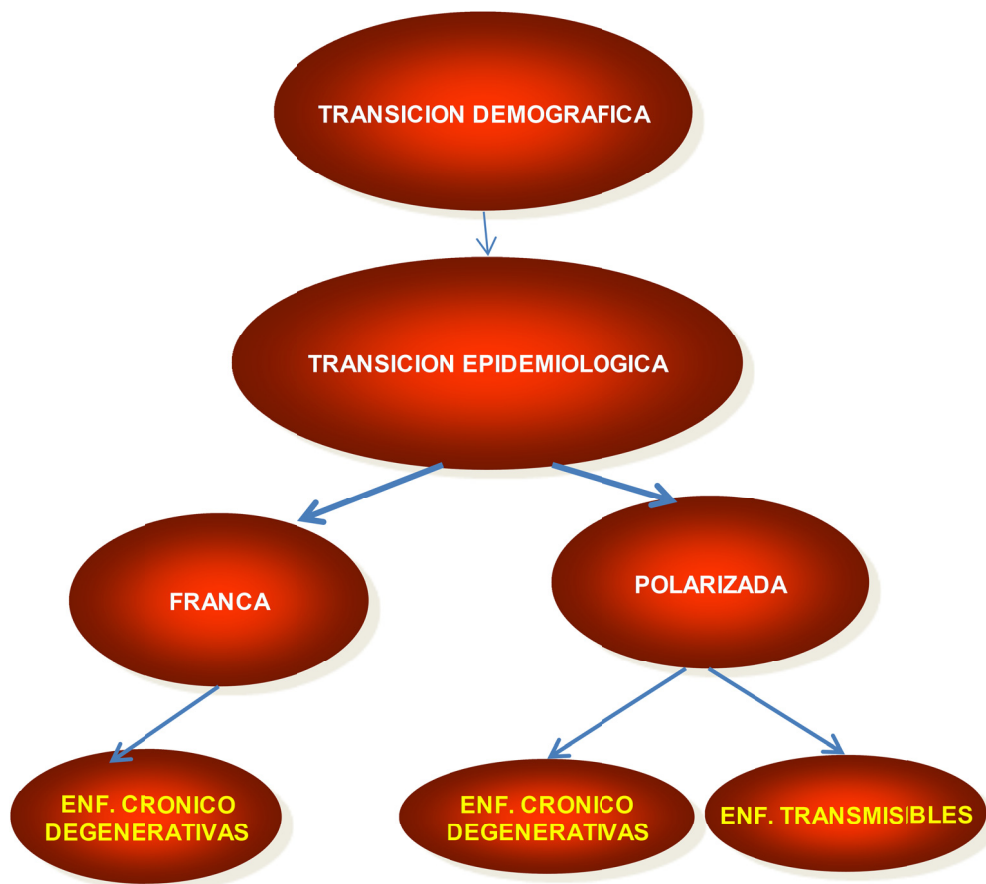 TRANSICION DEMOGRAFICA
TRANSICION EPIDEMIOLOGICA
FRANCA
POLARIZADA
ENF. CRONICO
DEGENERATIVAS
ENF. CRONICO
DEGENERATIVAS
ENF. TRANSMISIBLES